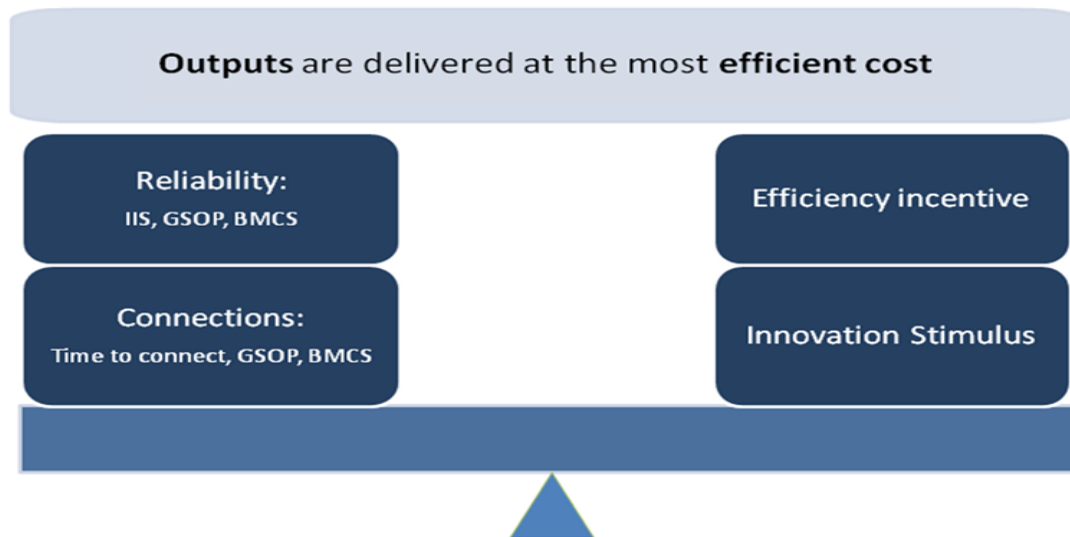 Outputs are delivered at the most efficient cost
Reliability:
IIS, GSOP, BMCS
Efficiency incentive
Connections:
Time to connect, GSOP, BMCS
Innovation Stimulus